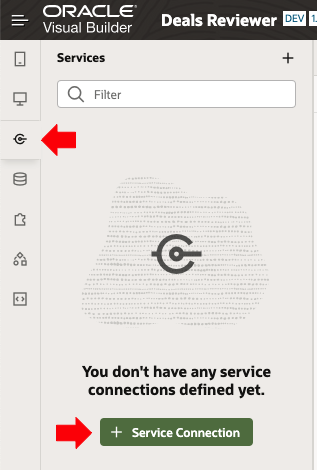 ORACLE
Visual Builder
Deals Reviewer
DEV
1.
Services
Filter
You don't have any service
connections defined yet.
Service Connection